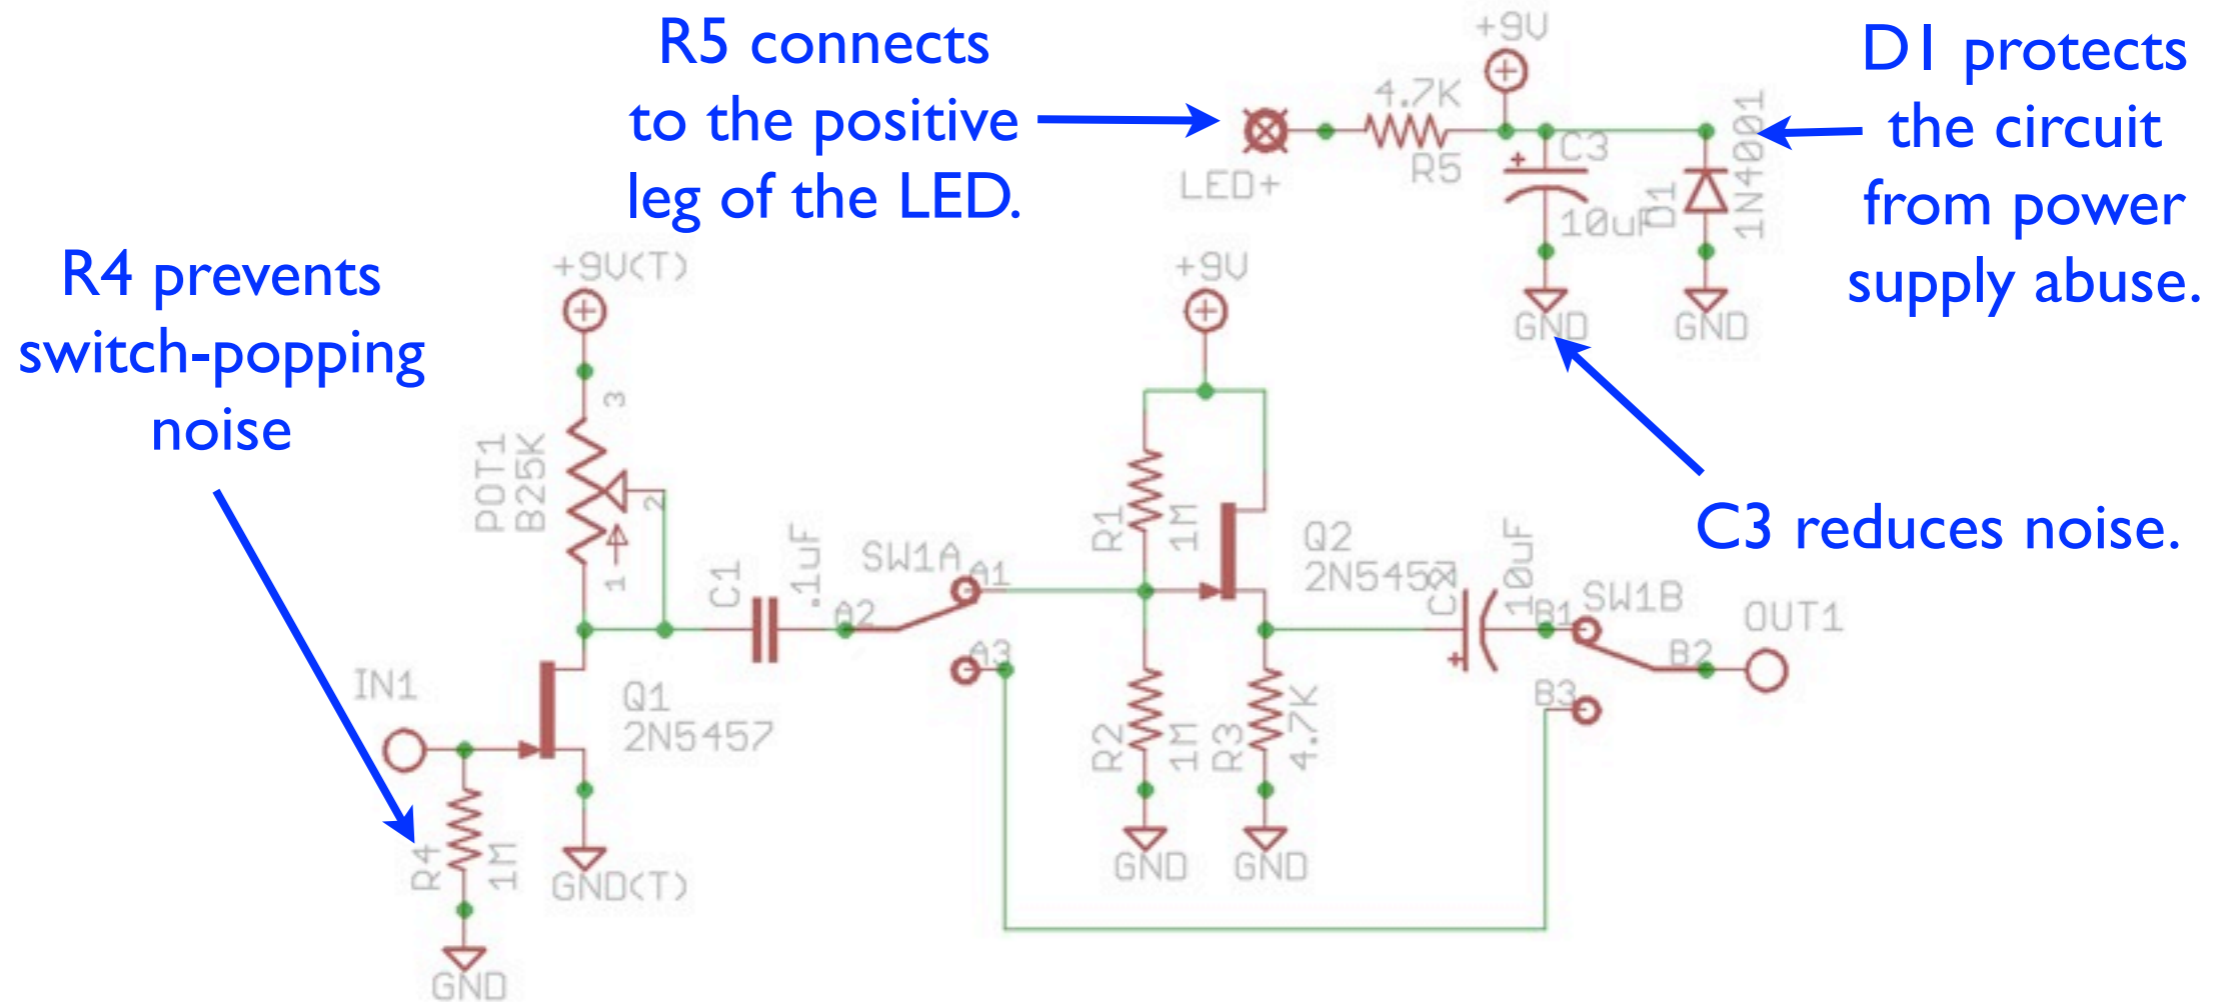 R5 connects
to the positive
leg of the LED.
+9V
D1 protects
the circuit
from power
supply abuse.
4.7K
R5
LED+
C3
10uF
D1
1N4001
GND
GND
R4 prevents
switch-popping
noise
+9V(T)
+9V
C3 reduces noise.
3
POT1
B25K
2
1
C1
.1uF
SW1A
A1
A2
A3
R1
1M
Q2
2N5457
10uF
B1
SW1B
B2
B3
OUT1
IN1
Q1
2N5457
R2
1M
R3
4.7K
R4
1M
GND(T)
GND
GND
GND